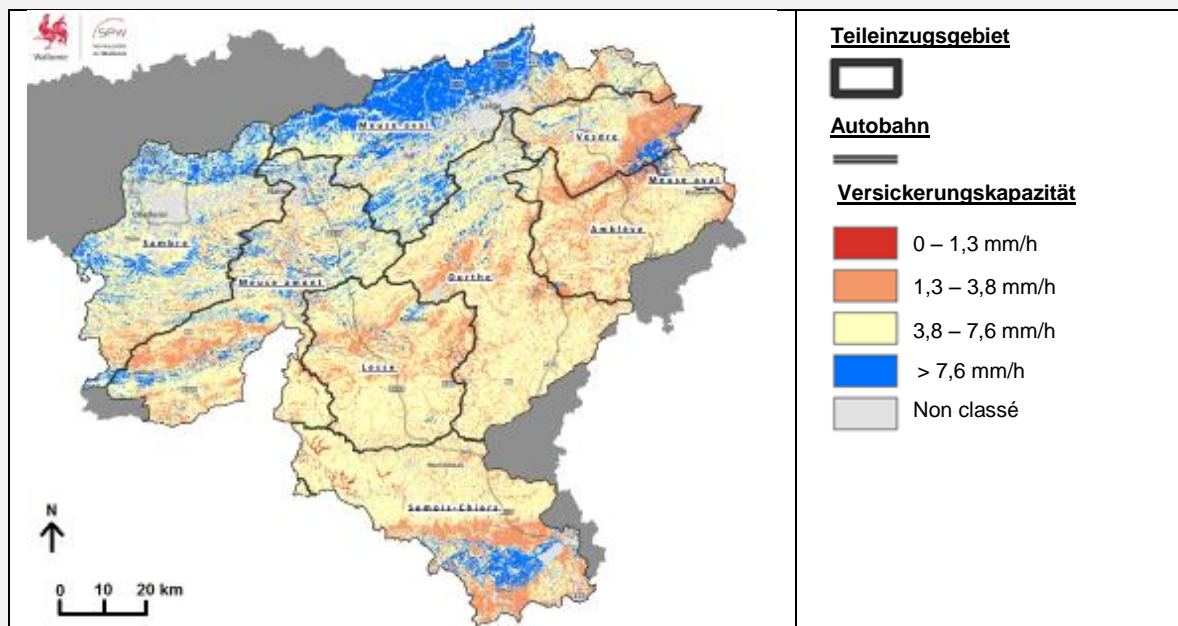 Wallonie
SPW
Liège
Meuse-aval
Vesdre
Meuse aval
Charleroi
Sambre
Amblève
Ourthe
Meuse amont
Lesse
Semois-Chiers
N
0 10 20 km
Teileinzugsgebiet
Autobahn
Versickerungskapazität
0 – 1,3 mm/h
1,3 – 3,8 mm/h
3,8 – 7,6 mm/h
> 7,6 mm/h
Non classé